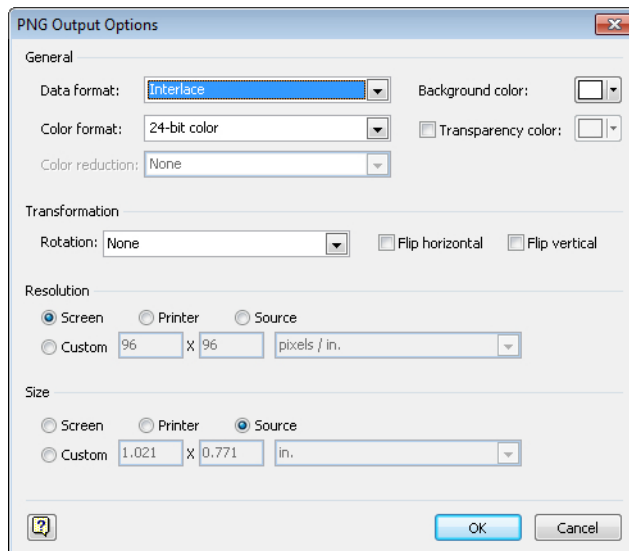 PNG Output Options
General
Data format: Interlace Background color:
Color format: 24-bit color Transparency color:
Color reduction: None
Transformation
Rotation: None Flip horizontal Flip vertical
Resolution
Screen Printer Source
Custom 96 X 96 pixels / in.
Size
Screen Printer Source
Custom 1.021 X 0.771 in.
? OK Cancel